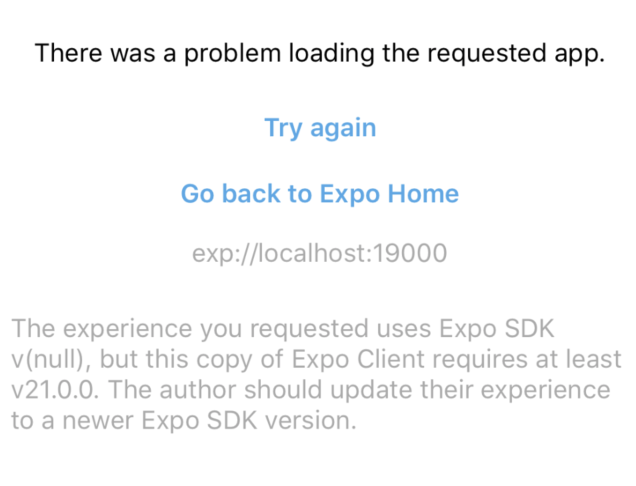 There was a problem loading the requested app.
Try again
Go back to Expo Home
exp://localhost:19000
The experience you requested uses Expo SDK
v(null), but this copy of Expo Client requires at least
v21.0.0. The author should update their experience
to a newer Expo SDK version.